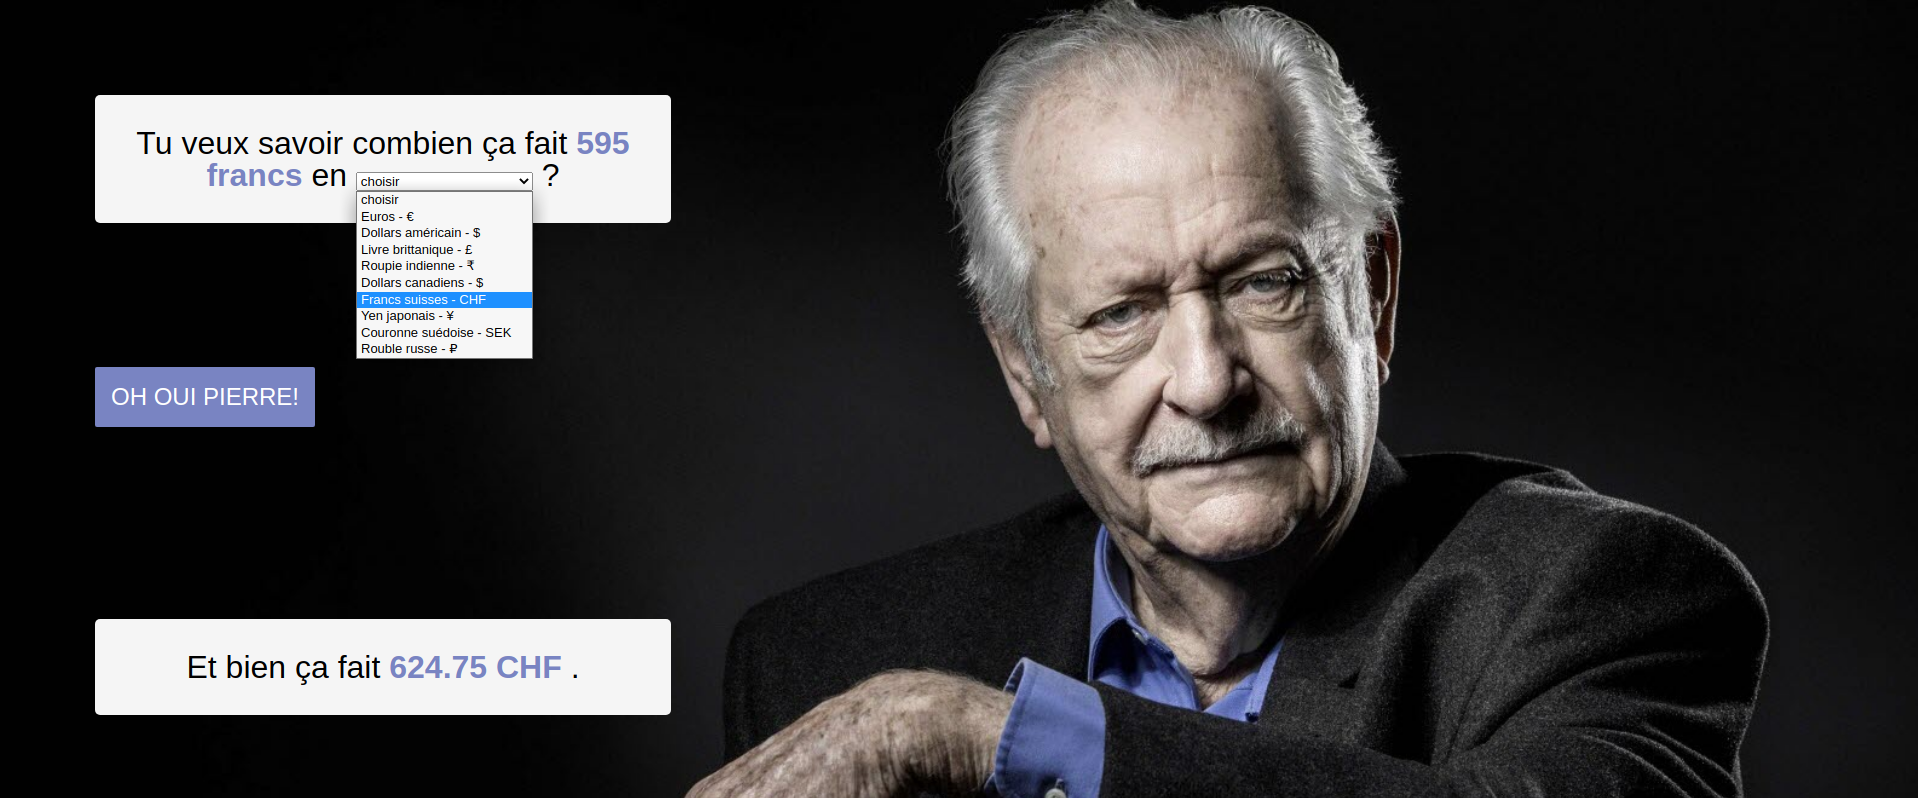 Tu veux savoir combien ça fait 595
francs en choisir ?
choisir
Euros - €
Dollars américain - $
Livre brittanique - £
Roupie indienne - ₹
Dollars canadiens - $
Francs suisses - CHF
Yen japonais - ¥
Couronne suédoise - SEK
Rouble russe - ₽
OH OUI PIERRE!
Et bien ça fait 624.75 CHF .